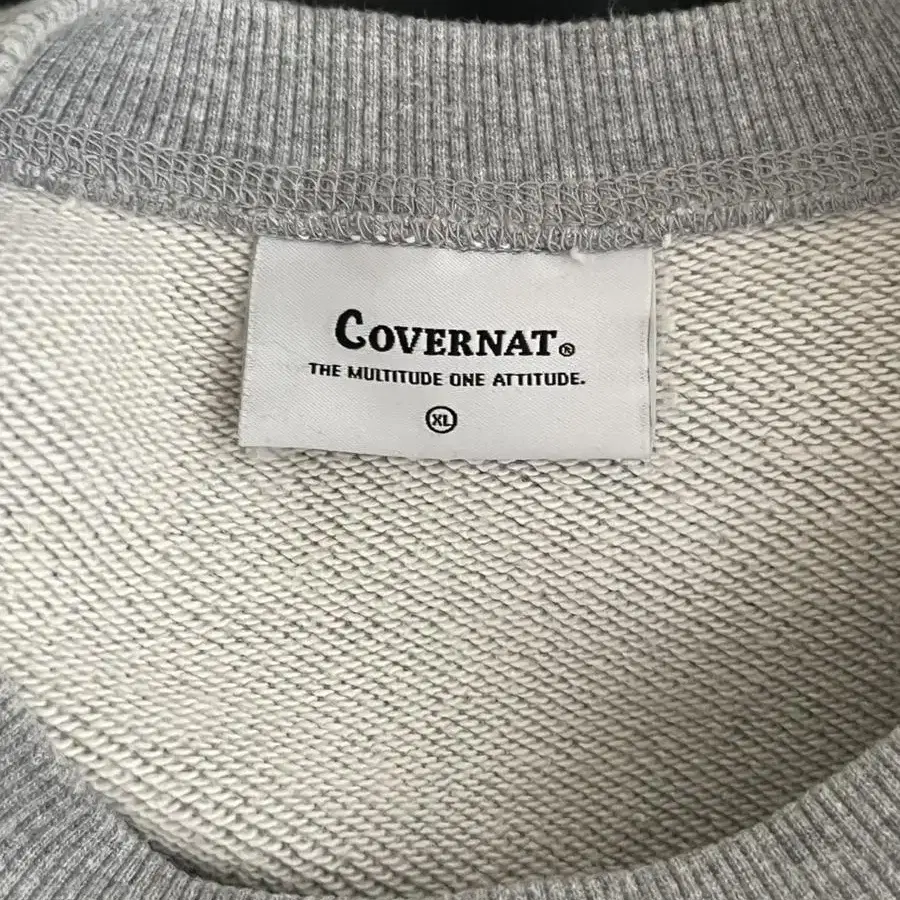 COVERNAT®
THE MULTITUDE ONE ATTITUDE.
XL